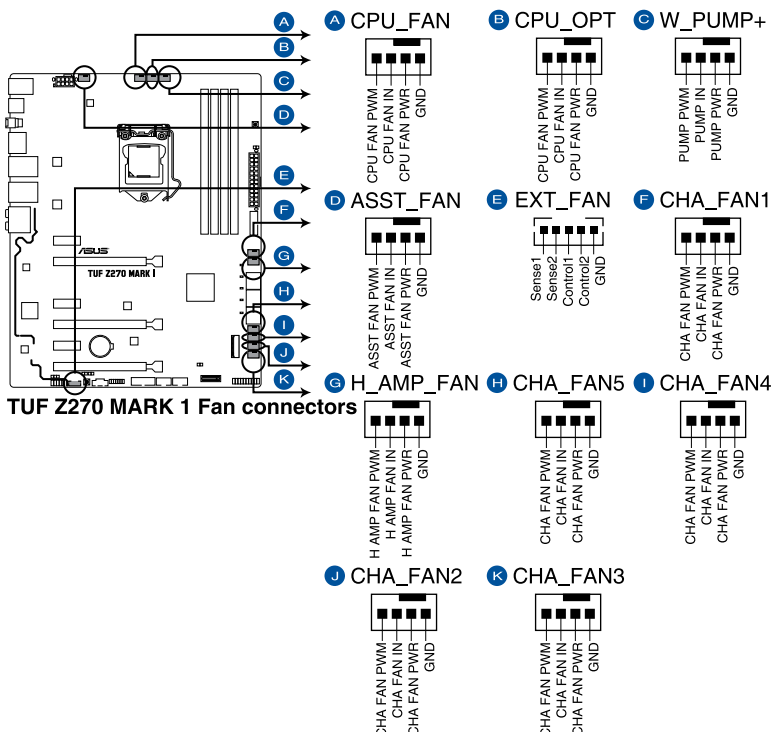 A
B
C
D
E
F
G
H
I
J
K
ASUS
TUF Z270 MARK 1
TUF Z270 MARK 1 Fan connectors
A CPU_FAN
CPU FAN PWM
CPU FAN IN
CPU FAN PWR
GND
B CPU_OPT
CPU FAN PWM
CPU FAN IN
CPU FAN PWR
GND
C W_PUMP+
PUMP PWM
PUMP IN
PUMP PWR
GND
D ASST_FAN
ASST FAN PWM
ASST FAN IN
ASST FAN PWR
GND
E EXT_FAN
Sense1
Sense2
Control1
Control2
GND
F CHA_FAN1
CHA FAN PWM
CHA FAN IN
CHA FAN PWR
GND
G H_AMP_FAN
H AMP FAN PWM
H AMP FAN IN
H AMP FAN PWR
GND
H CHA_FAN5
CHA FAN PWM
CHA FAN IN
CHA FAN PWR
GND
I CHA_FAN4
CHA FAN PWM
CHA FAN IN
CHA FAN PWR
GND
J CHA_FAN2
CHA FAN PWM
CHA FAN IN
CHA FAN PWR
GND
K CHA_FAN3
CHA FAN PWM
CHA FAN IN
CHA FAN PWR
GND